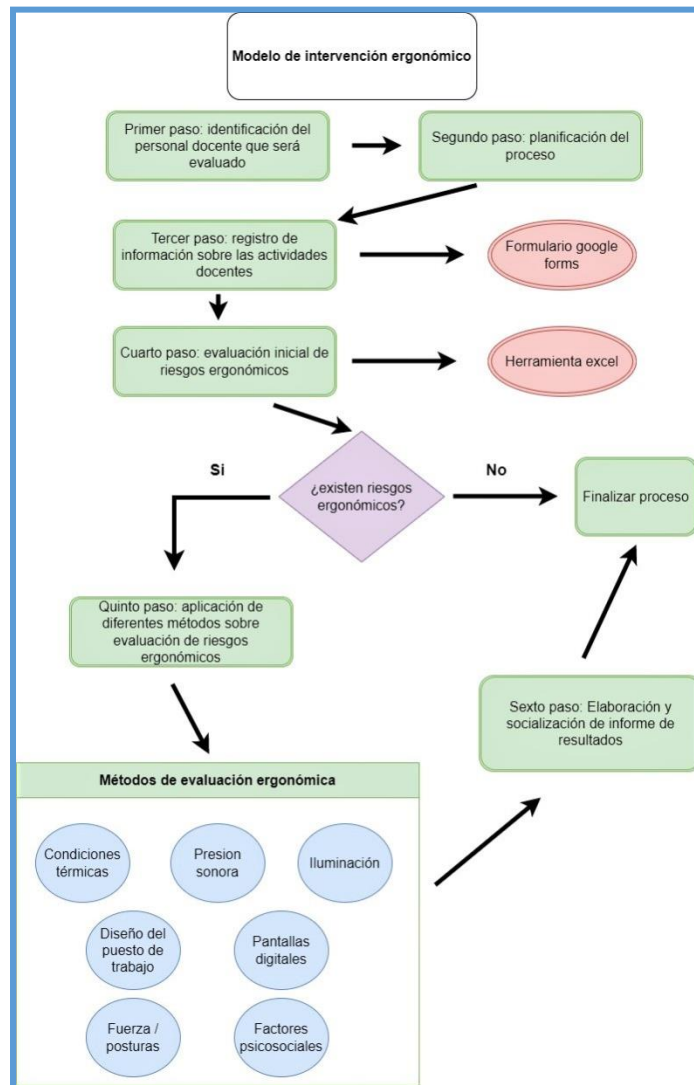 Modelo de intervención ergonómico
Primer paso: identificación del
personal docente que será
evaluado
Segundo paso: planificación del
proceso
Tercer paso: registro de
información sobre las actividades
docentes
Formulario google
forms
Cuarto paso: evaluación inicial de
riesgos ergonómicos
Herramienta excel
Si
¿existen riesgos
ergonómicos?
No
Finalizar proceso
Quinto paso: aplicación de
diferentes métodos sobre
evaluación de riesgos
ergonómicos
Sexto paso: Elaboración y
socialización de informe de
resultados
Métodos de evaluación ergonómica
Condiciones
térmicas
Presion
sonora
Iluminación
Diseño del
puesto de
trabajo
Pantallas
digitales
Fuerza /
posturas
Factores
psicosociales